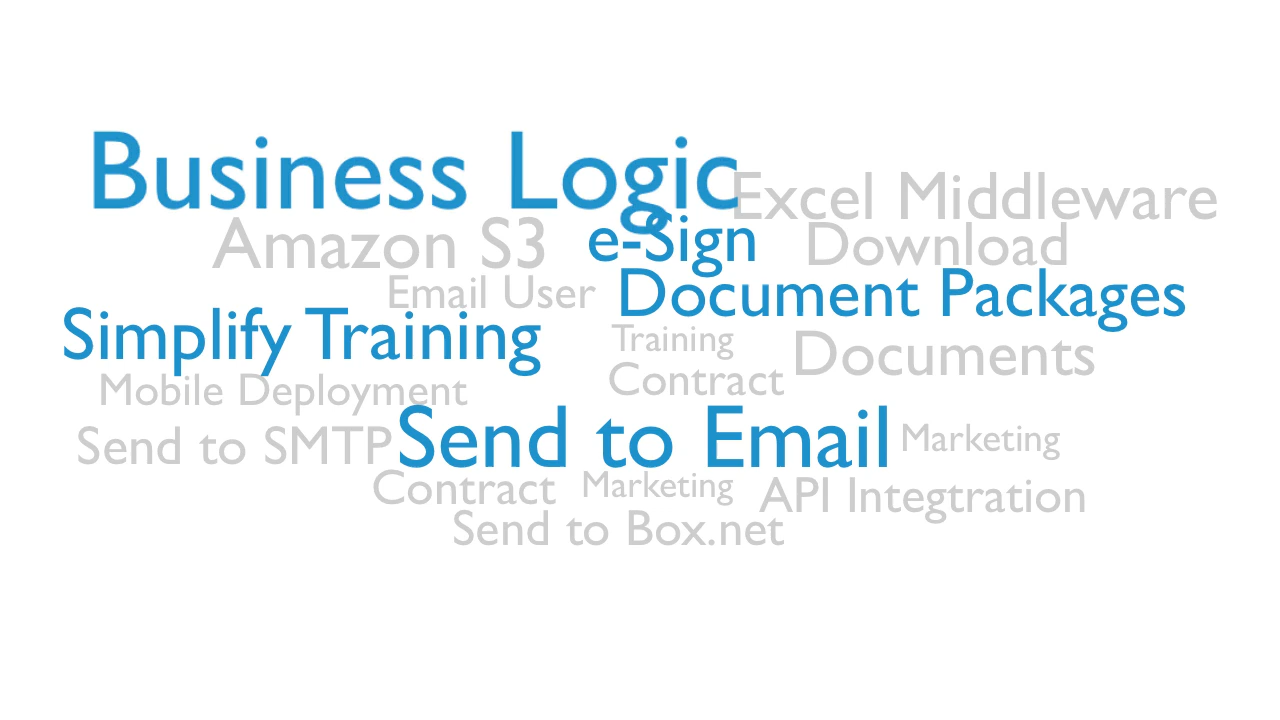 Business Logic
Excel Middleware
Amazon S3
e-Sign
Download
Email User
Document Packages
Simplify Training
Training
Documents
Mobile Deployment
Contract
Send to SMTP
Send to Email
Marketing
Contract
Marketing
API Integtration
Send to Box.net